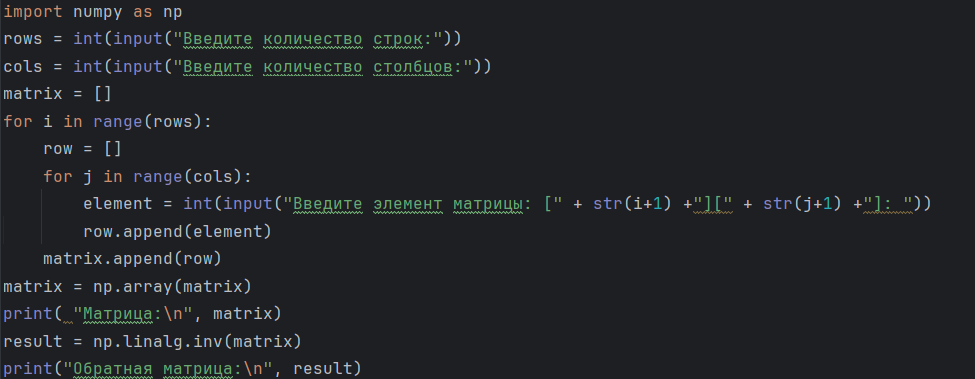 import numpy as np
rows = int(input("Введите количество строк:"))
cols = int(input("Введите количество столбцов:"))
matrix = []
for i in range(rows):
    row = []
    for j in range(cols):
        element = int(input("Введите элемент матрицы: [" + str(i+1) +"][" + str(j+1) +"]: "))
        row.append(element)
    matrix.append(row)
matrix = np.array(matrix)
print( "Матрица:\n", matrix)
result = np.linalg.inv(matrix)
print("Обратная матрица:\n", result)